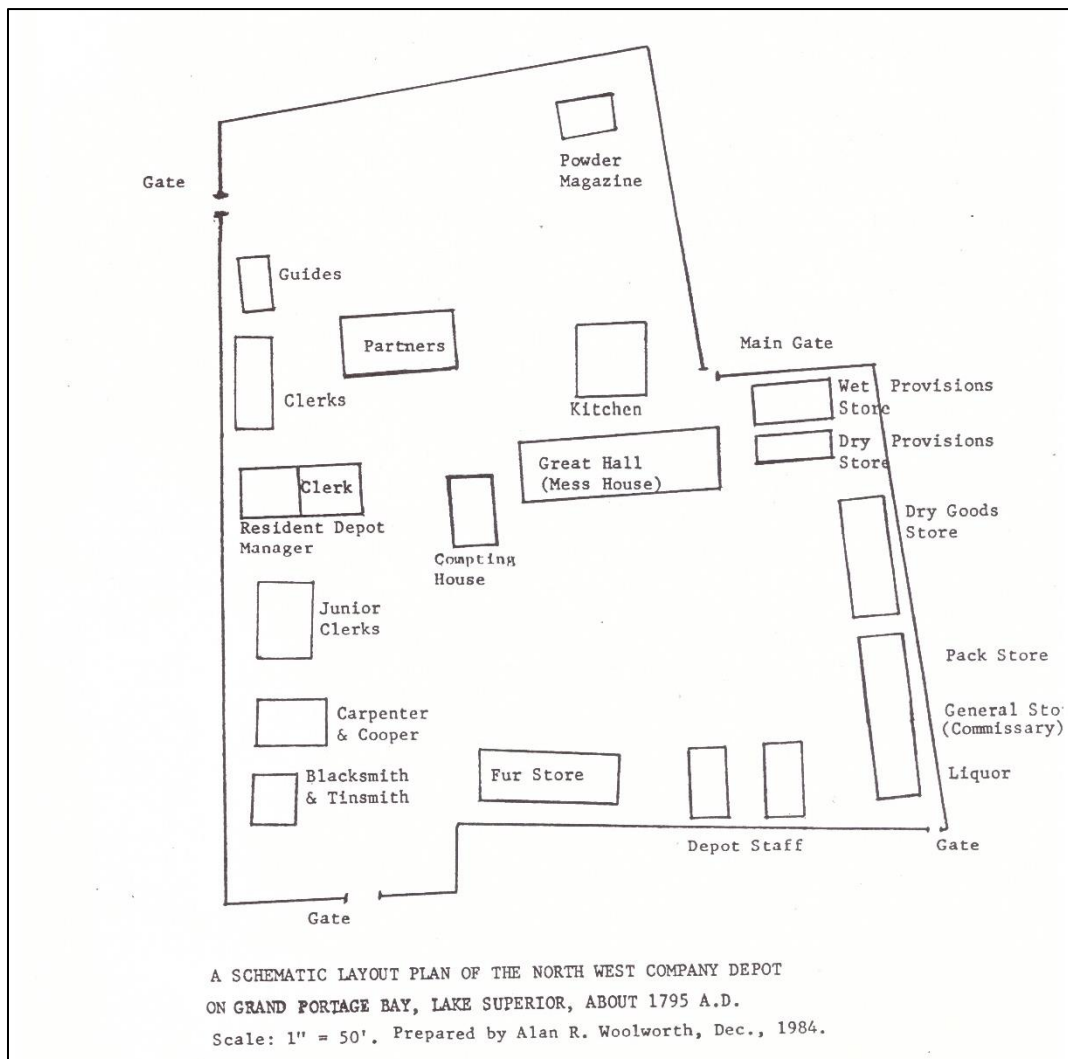 Powder
Magazine
Gate
Guides
Partners
Main Gate
Clerks
Kitchen
Wet Provisions
Store
Dry Provisions
Store
Great Hall
(Mess House)
Clerk
Resident Depot
Manager
Compting
House
Dry Goods
Store
Junior
Clerks
Pack Store
General Sto
(Commissary)
Carpenter
& Cooper
Blacksmith
& Tinsmith
Fur Store
Liquor
Depot Staff
Gate
Gate
A SCHEMATIC LAYOUT PLAN OF THE NORTH WEST COMPANY DEPOT
ON GRAND PORTAGE BAY, LAKE SUPERIOR, ABOUT 1795 A.D.
Scale: 1" = 50'. Prepared by Alan R. Woolworth, Dec., 1984.